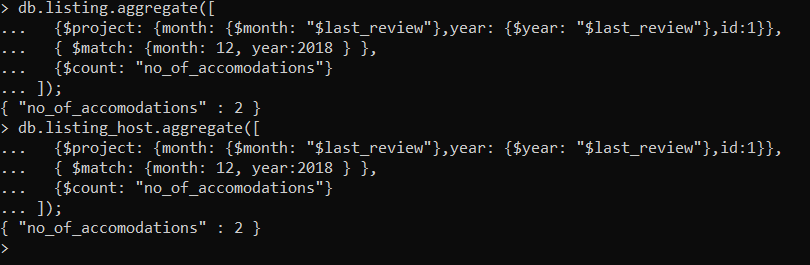 > db.listing.aggregate([
...   {$project: {month: {$month: "$last_review"},year: {$year: "$last_review"},id:1}},
...   { $match: {month: 12, year:2018 } },
...   {$count: "no_of_accomodations"}
... ]);
{ "no_of_accomodations" : 2 }
> db.listing_host.aggregate([
...   {$project: {month: {$month: "$last_review"},year: {$year: "$last_review"},id:1}},
...   { $match: {month: 12, year:2018 } },
...   {$count: "no_of_accomodations"}
... ]);
{ "no_of_accomodations" : 2 }
>